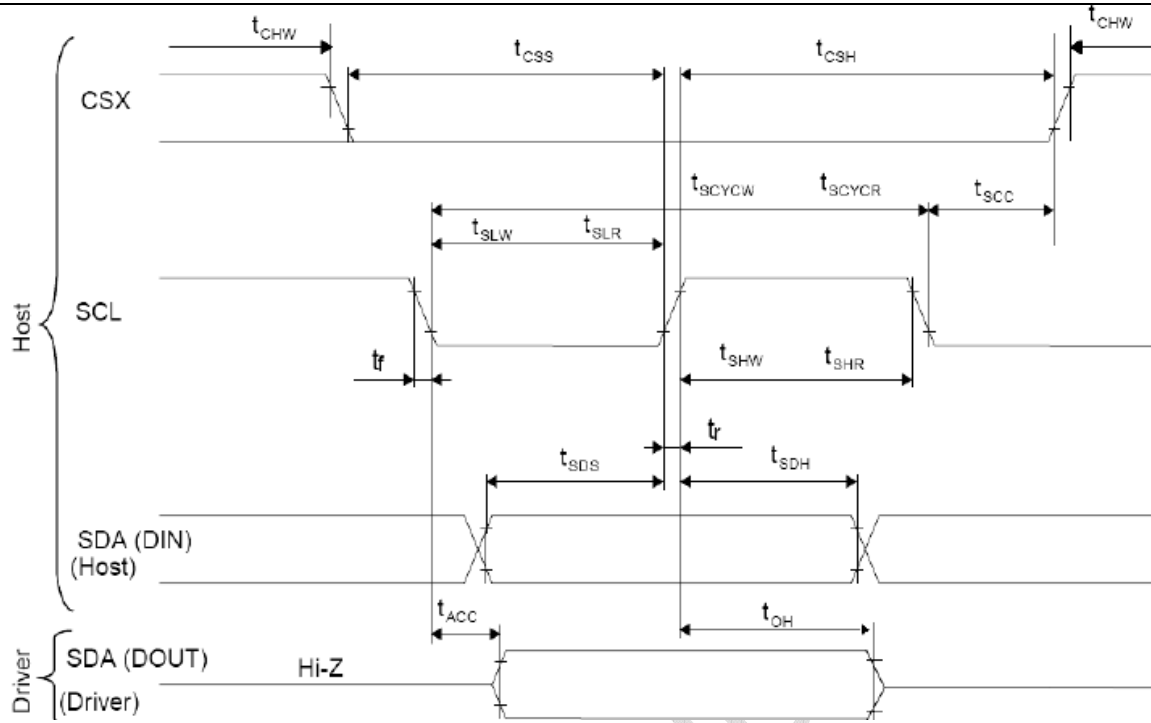 tCHW tCHW
tCSS tCSH
CSX
tSCYCW tSCYCR tSCC
tSLW tSLR
Host
SCL
tf tSHW tSHR
tr
tSDS tSDH
SDA (DIN)
(Host)
tACC tOH
Driver
SDA (DOUT)
Hi-Z
(Driver)